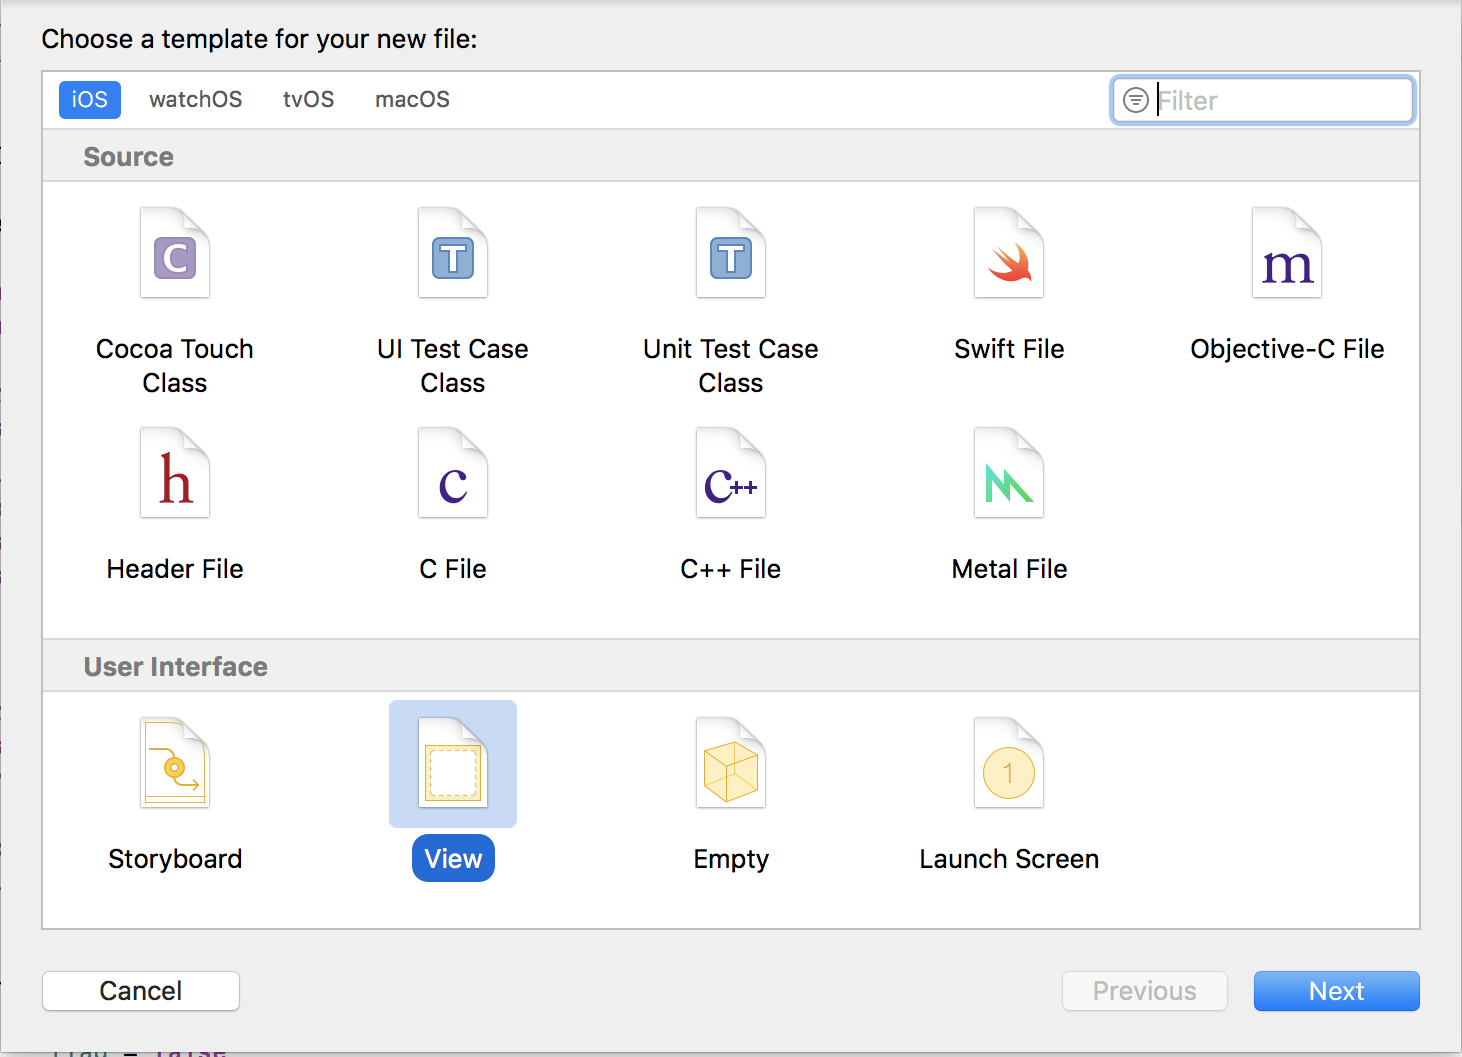 Choose a template for your new file:
iOS watchOS tvOS macOS Filter
Source
C T T m
Cocoa Touch Class UI Test Case Class Unit Test Case Class Swift File Objective-C File
h c C++
Header File C File C++ File Metal File
User Interface
1
Storyboard View Empty Launch Screen
Cancel Previous Next
= false